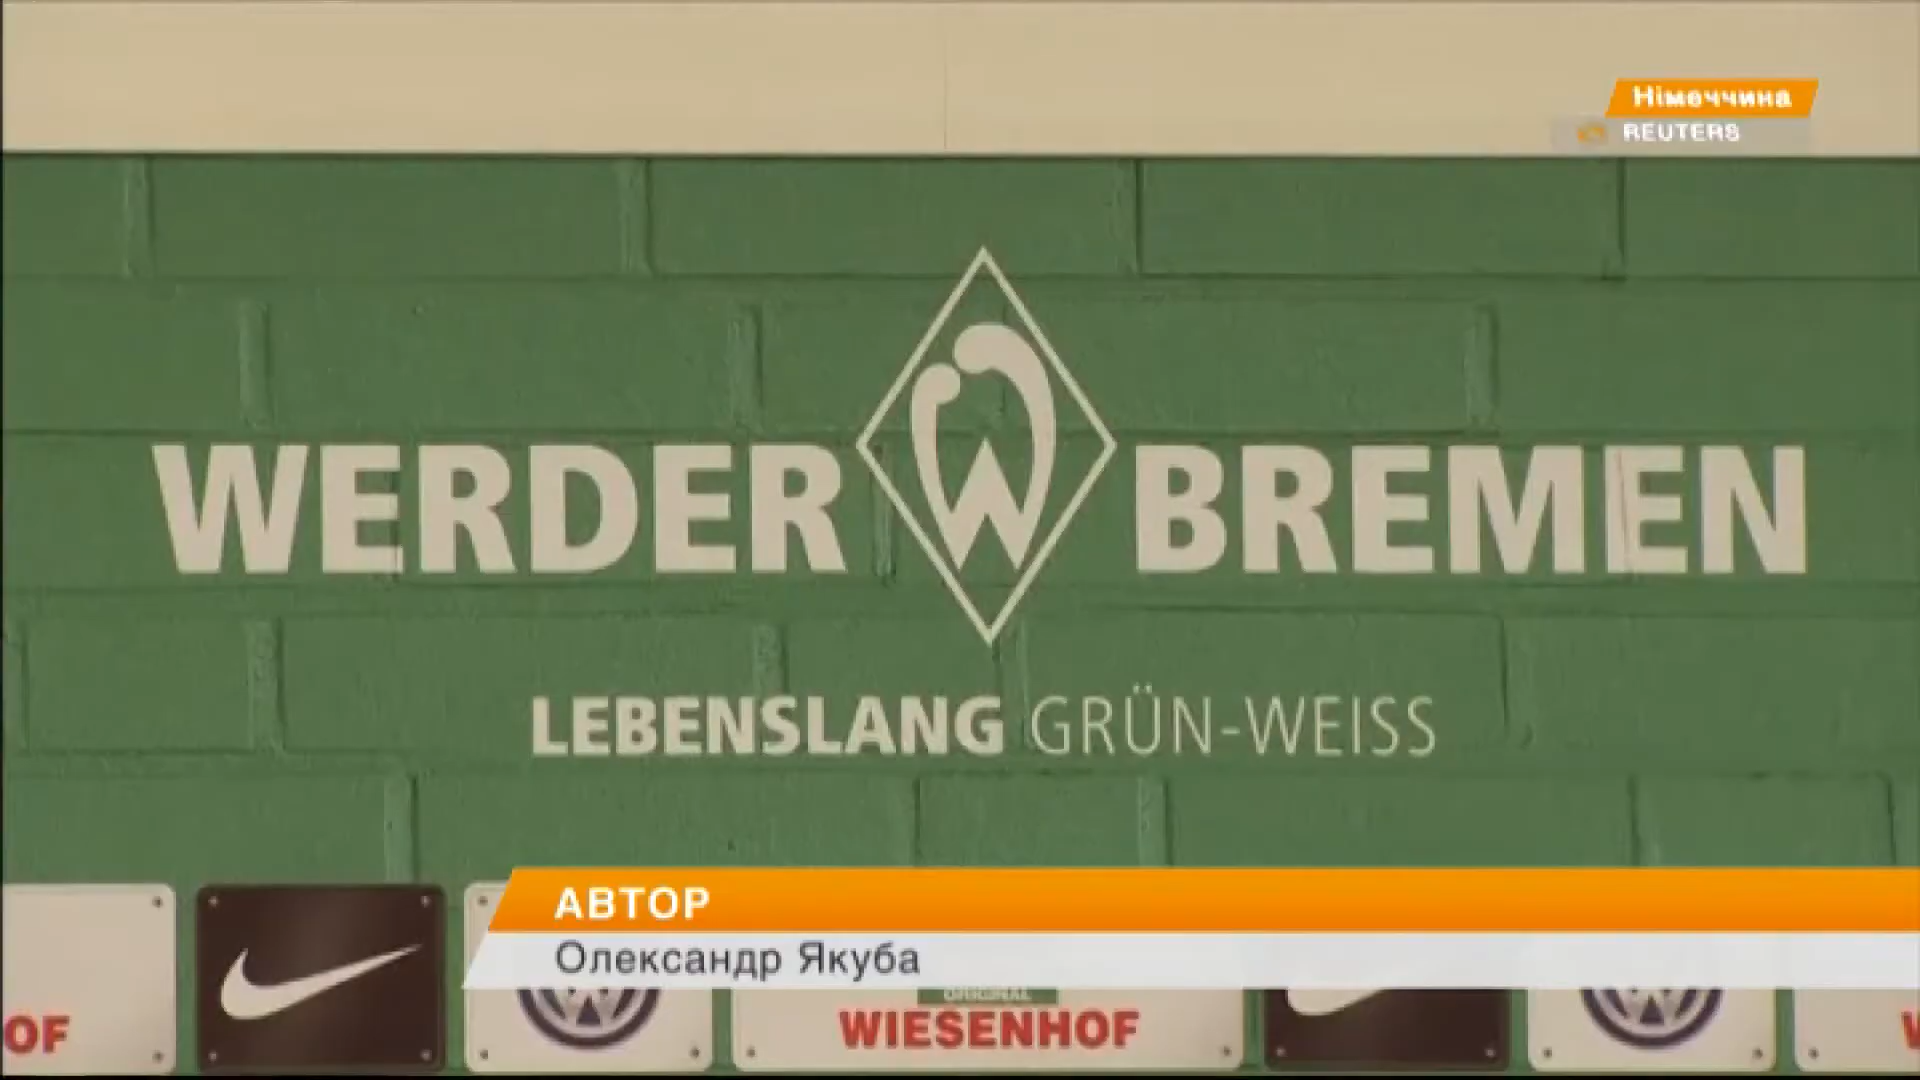 Німеччина
REUTERS
WERDER BREMEN
LEBENSLANG GRÜN-WEISS
АВТОР
Олександр Якуба
ORIGINAL
OF WIESENHOF W